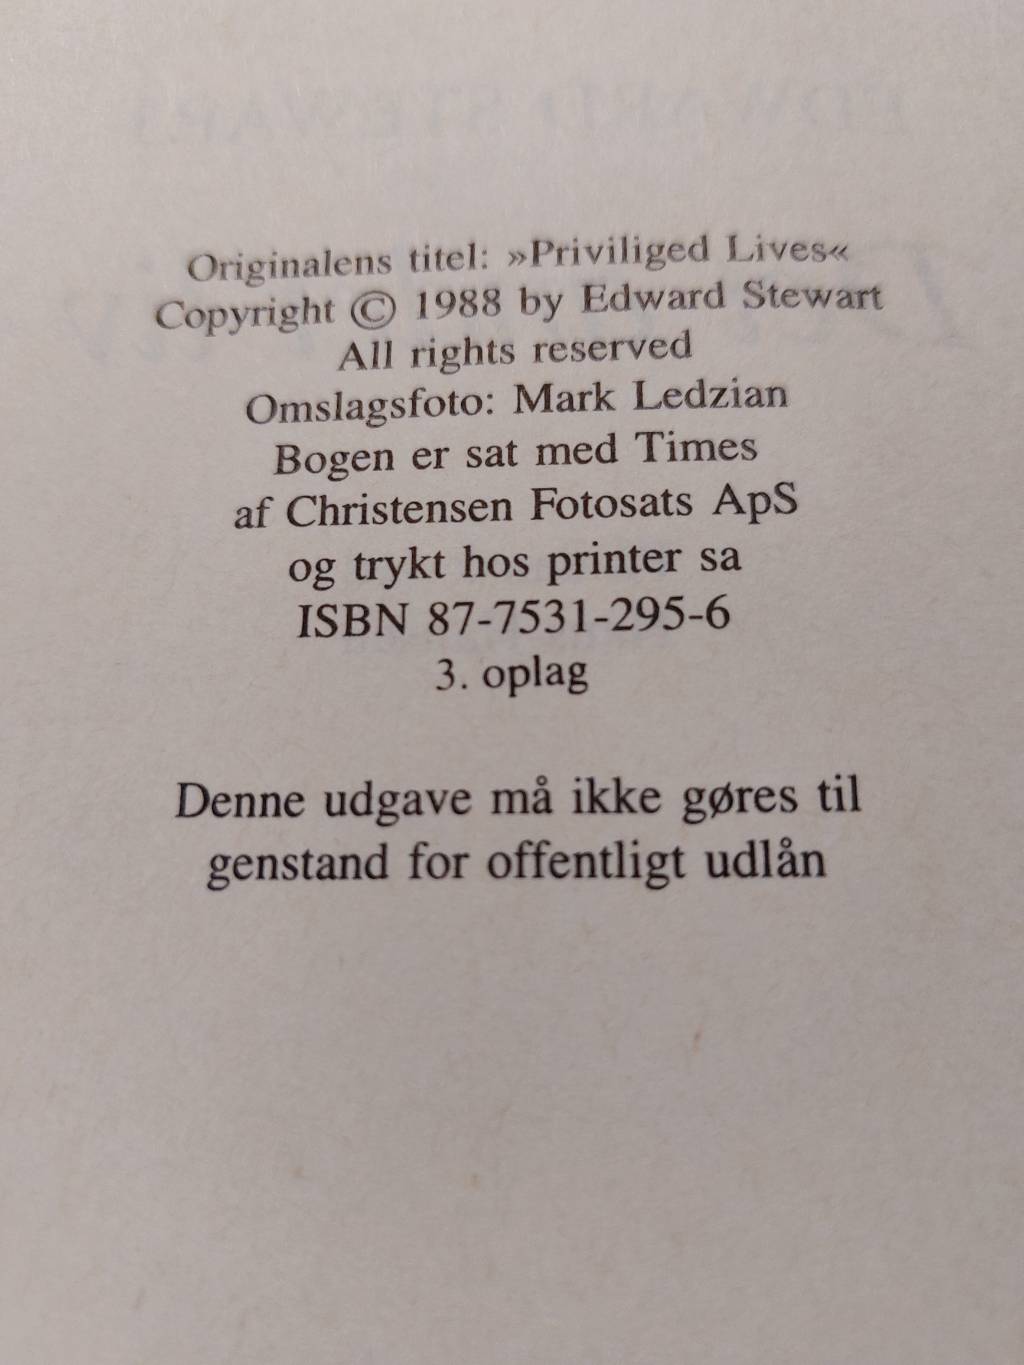 Originalens titel: »Priviliged Lives«
Copyright © 1988 by Edward Stewart
All rights reserved
Omslagsfoto: Mark Ledzian
Bogen er sat med Times
af Christensen Fotosats ApS
og trykt hos printer sa
ISBN 87-7531-295-6
3. oplag
Denne udgave må ikke gøres til
genstand for offentligt udlån